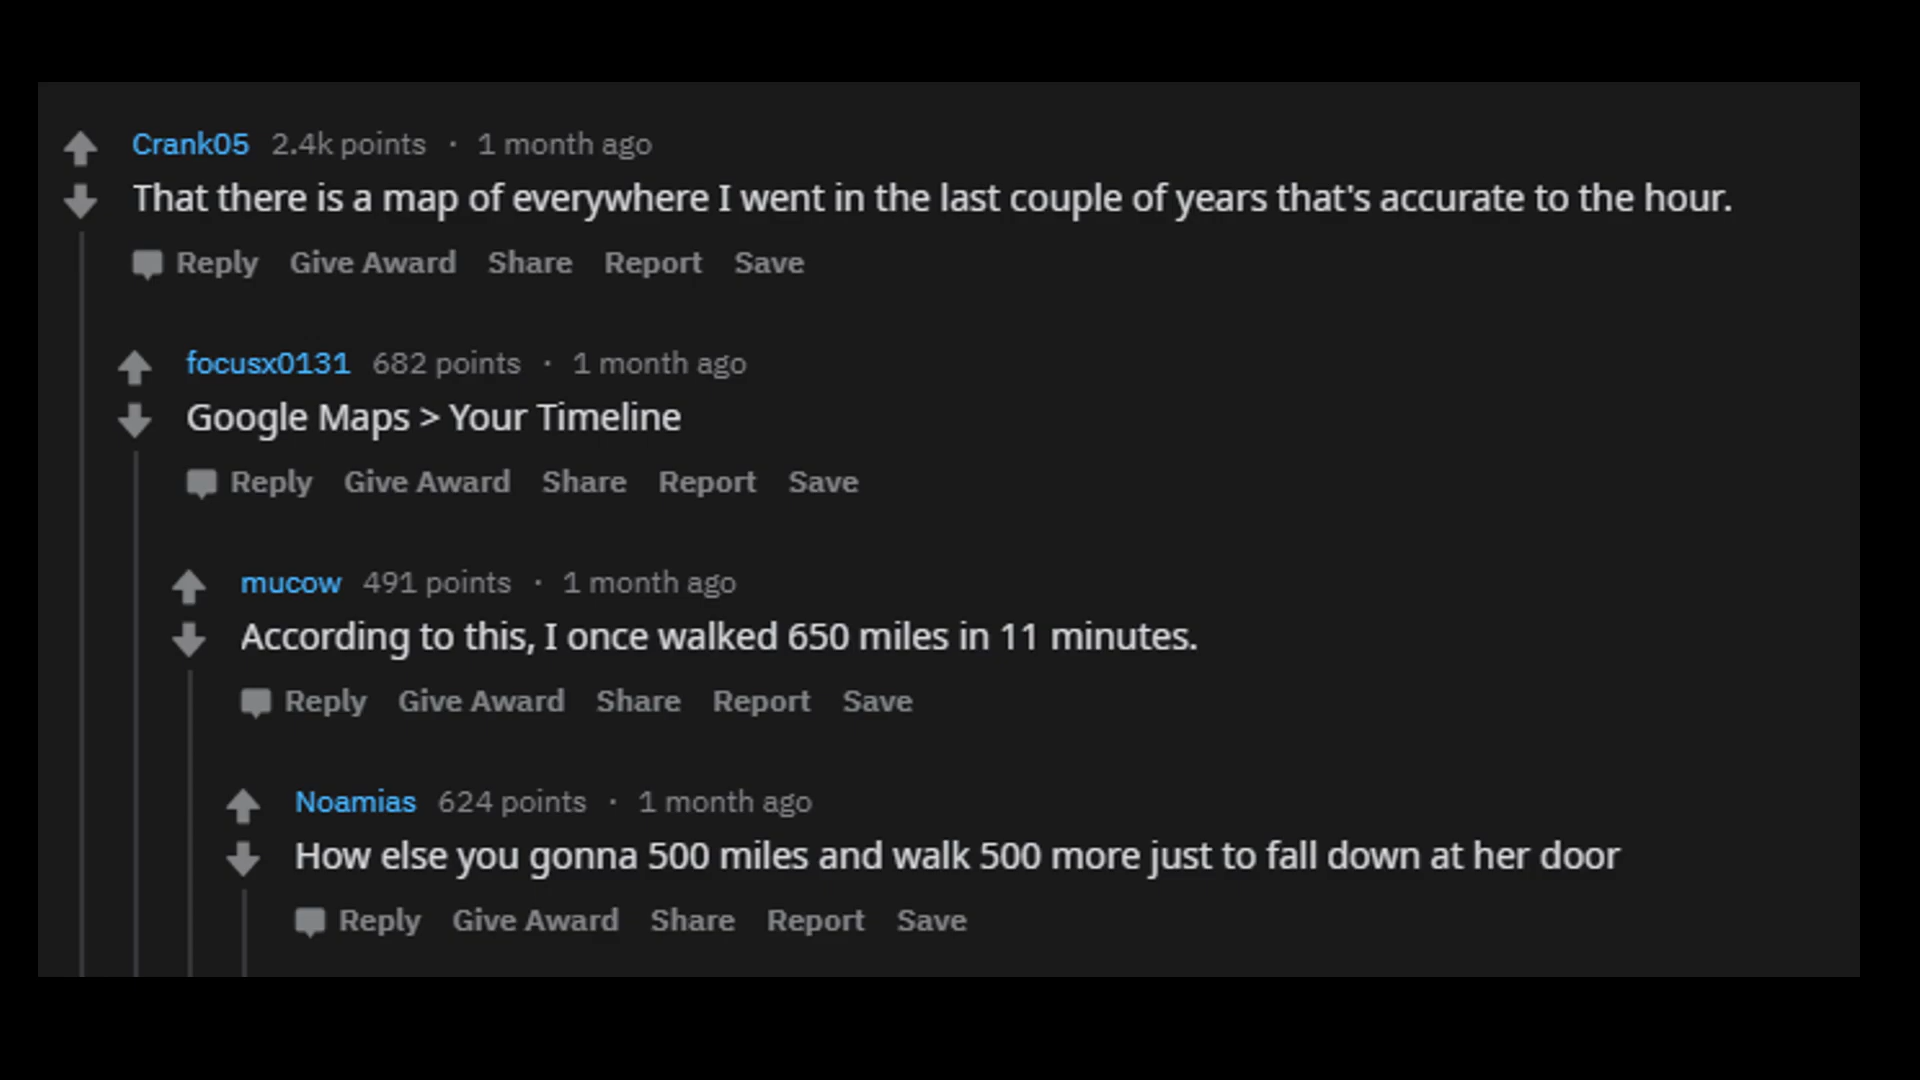 Crank05 2.4k points · 1 month ago
That there is a map of everywhere I went in the last couple of years that's accurate to the hour.
Reply Give Award Share Report Save
focusx0131 682 points · 1 month ago
Google Maps > Your Timeline
Reply Give Award Share Report Save
mucow 491 points · 1 month ago
According to this, I once walked 650 miles in 11 minutes.
Reply Give Award Share Report Save
Noamias 624 points · 1 month ago
How else you gonna 500 miles and walk 500 more just to fall down at her door
Reply Give Award Share Report Save